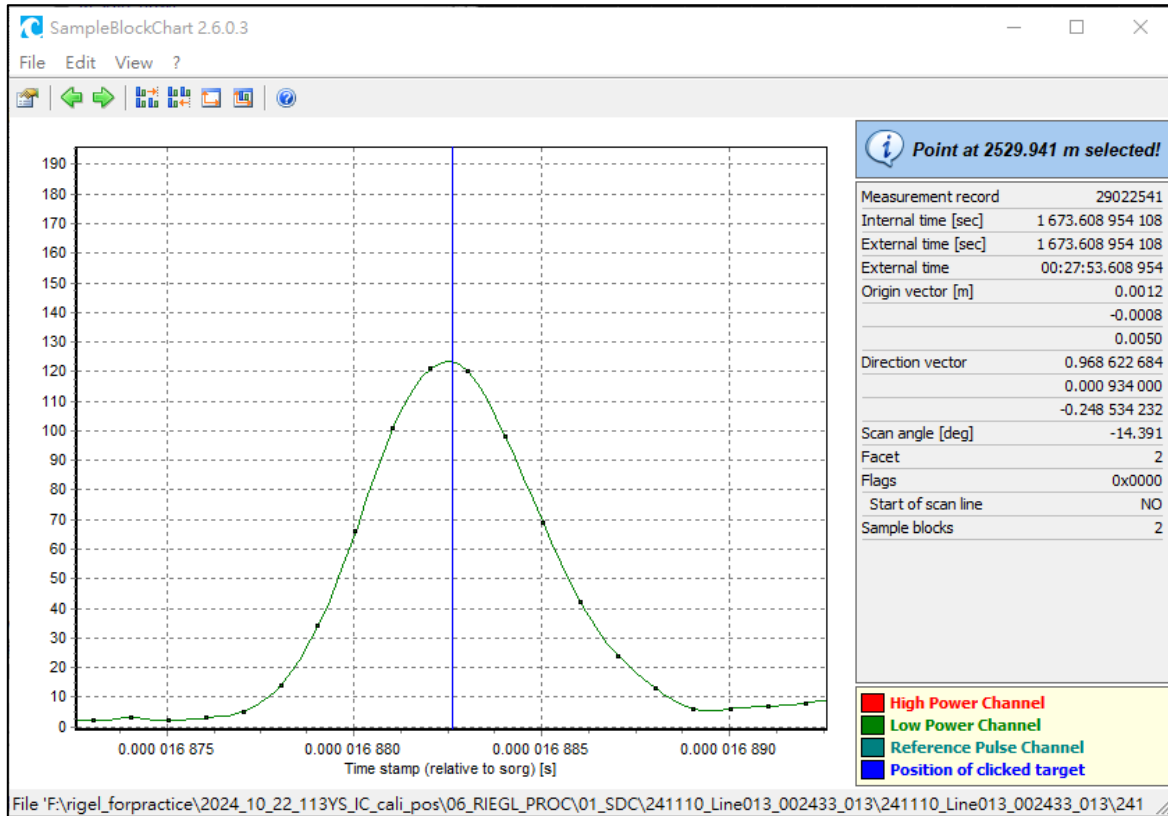 SampleBlockChart 2.6.0.3
File Edit View ?
Point at 2529.941 m selected!
190
180
170
160
150
140
130
120
110
100
90
80
70
60
50
40
30
20
10
0
0.000 016 875 0.000 016 880 0.000 016 885 0.000 016 890
Time stamp (relative to sorg) [s]
Measurement record 29022541
Internal time [sec] 1 673.608 954 108
External time [sec] 1 673.608 954 108
External time 00:27:53.608 954
Origin vector [m] 0.0012
-0.0008
0.0050
Direction vector 0.968 622 684
0.000 934 000
-0.248 534 232
Scan angle [deg] -14.391
Facet 2
Flags 0x0000
Start of scan line NO
Sample blocks 2
High Power Channel
Low Power Channel
Reference Pulse Channel
Position of clicked target
File 'F:\rigel_forpractice\2024_10_22_113YS_IC_cali_pos\06_RIEGL_PROC\01_SDC\241110_Line013_002433_013\241110_Line013_002433_013\241